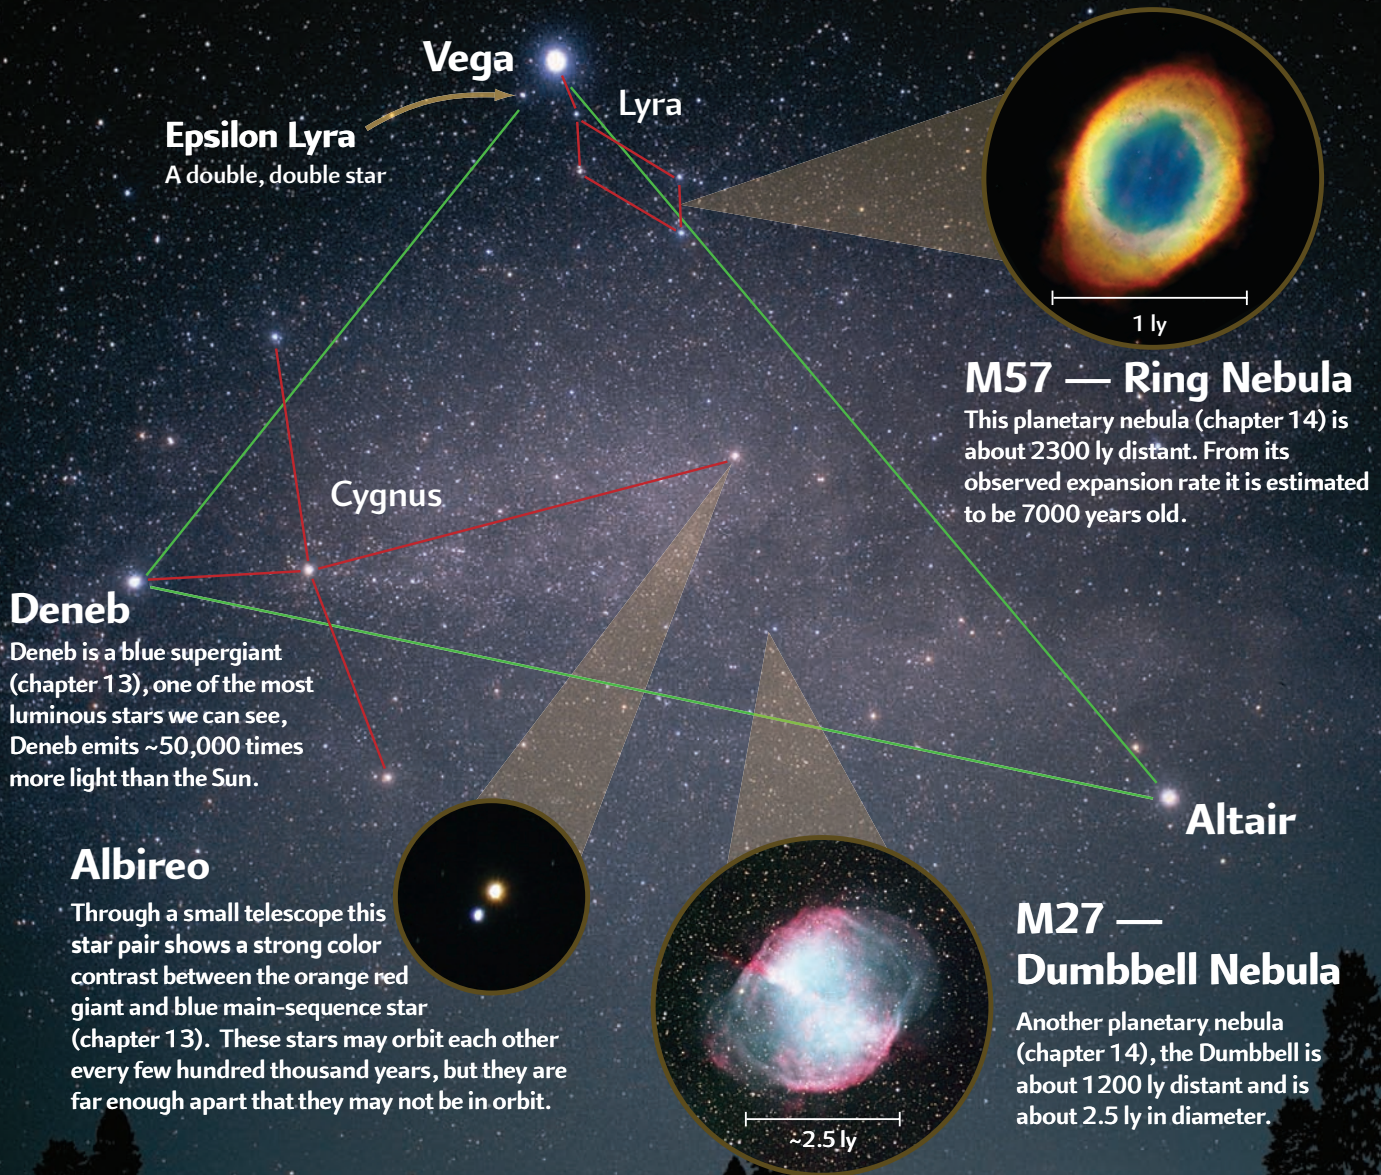 Vega
Lyra
Epsilon Lyra
A double, double star
1 ly
M57 — Ring Nebula
This planetary nebula (chapter 14) is
about 2300 ly distant. From its
observed expansion rate it is estimated
to be 7000 years old.
Cygnus
Deneb
Deneb is a blue supergiant
(chapter 13), one of the most
luminous stars we can see,
Deneb emits ~50,000 times
more light than the Sun.
Altair
Albireo
Through a small telescope this
star pair shows a strong color
contrast between the orange red
giant and blue main-sequence star
(chapter 13). These stars may orbit each other
every few hundred thousand years, but they are
far enough apart that they may not be in orbit.
~2.5 ly
M27 —
Dumbbell Nebula
Another planetary nebula
(chapter 14), the Dumbbell is
about 1200 ly distant and is
about 2.5 ly in diameter.